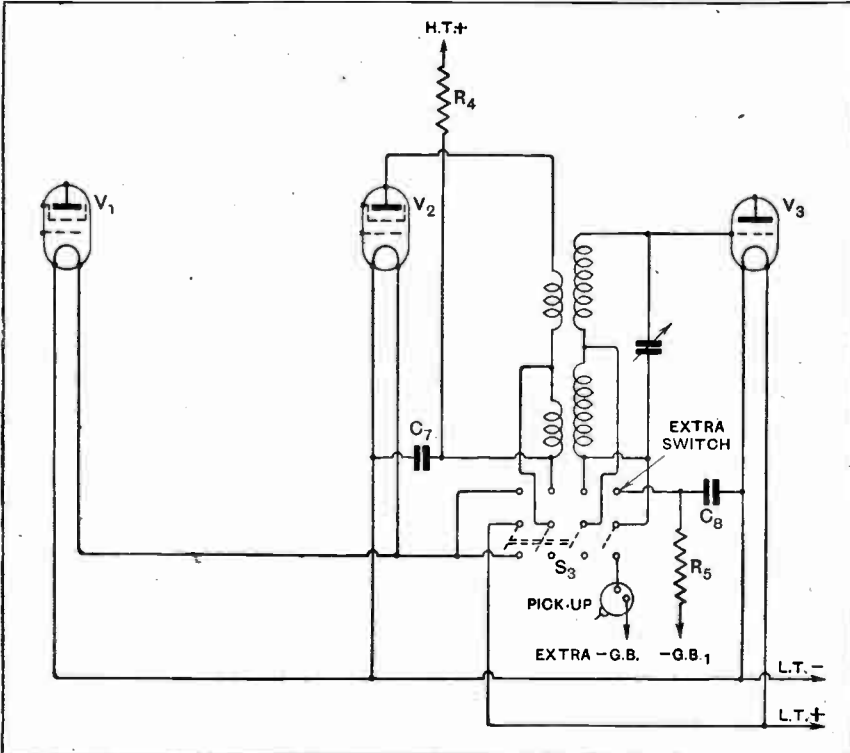 H.T.+
R4
V1
V2
V3
C7
EXTRA
SWITCH
C8
S3
R5
PICK-UP
EXTRA -G.B.
-G.B.1
L.T.-
L.T.+